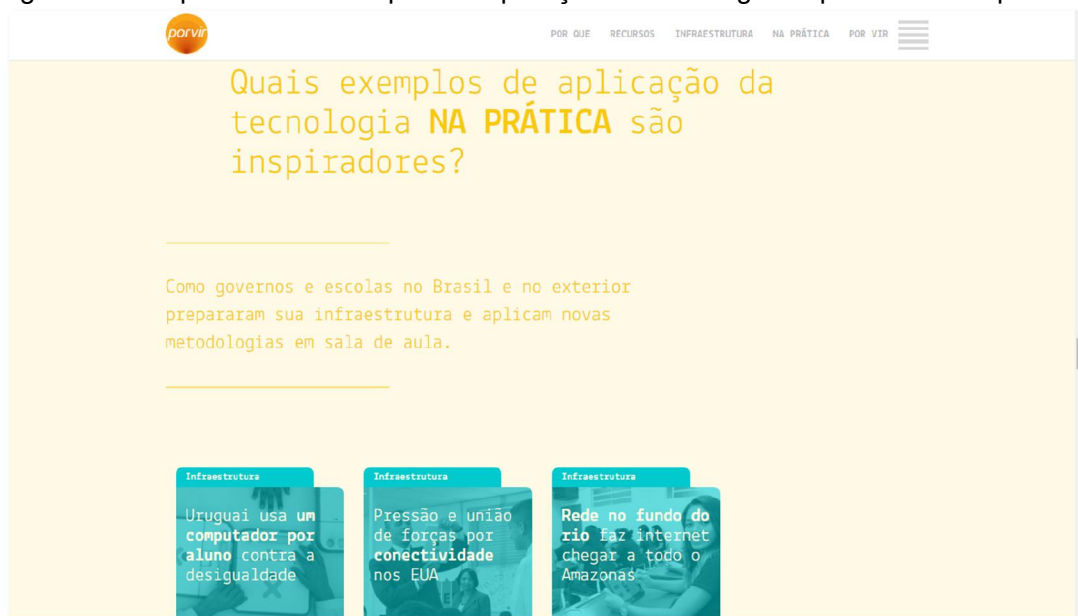 porvir
POR QUE RECURSOS INFRAESTRUTURA NA PRÁTICA POR VIR
Quais exemplos de aplicação da
tecnologia NA PRÁTICA são
inspiradores?
Como governos e escolas no Brasil e no exterior
prepararam sua infraestrutura e aplicam novas
metodologias em sala de aula.
Infraestrutura
Uruguai usa um
computador por
aluno contra a
desigualdade
Infraestrutura
Pressão e união
de forças por
conectividade
nos EUA
Infraestrutura
Rede no fundo do
rio faz internet
chegar a todo o
Amazonas